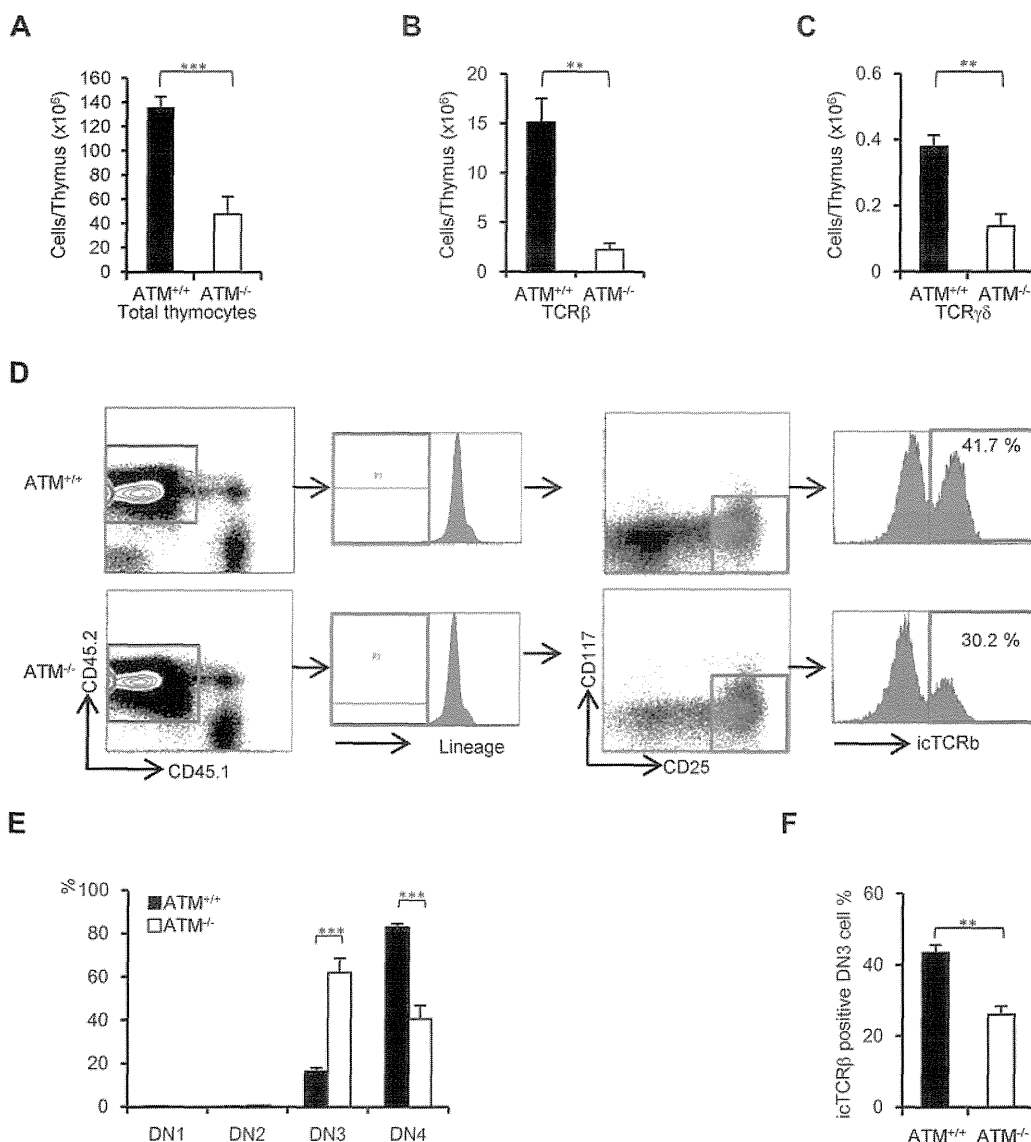 A
***
160
140
120
100
80
60
40
20
0
Cells/Thymus (x10⁶)
ATM⁺/⁺ ATM⁻/⁻
Total thymocytes
B
**
20
15
10
5
0
Cells/Thymus (x10⁶)
ATM⁺/⁺ ATM⁻/⁻
TCRβ
C
**
0.6
0.4
0.2
0
Cells/Thymus (x10⁶)
ATM⁺/⁺ ATM⁻/⁻
TCRγδ
D
ATM⁺/⁺
41.7 %
ATM⁻/⁻
30.2 %
CD45.2
CD45.1
Lineage
CD117
CD25
icTCRb
E
%
100
80
60
40
20
0
ATM⁺/⁺
ATM⁻/⁻
***
***
DN1 DN2 DN3 DN4
F
**
60
40
20
0
icTCRβ positive DN3 cell %
ATM⁺/⁺ ATM⁻/⁻